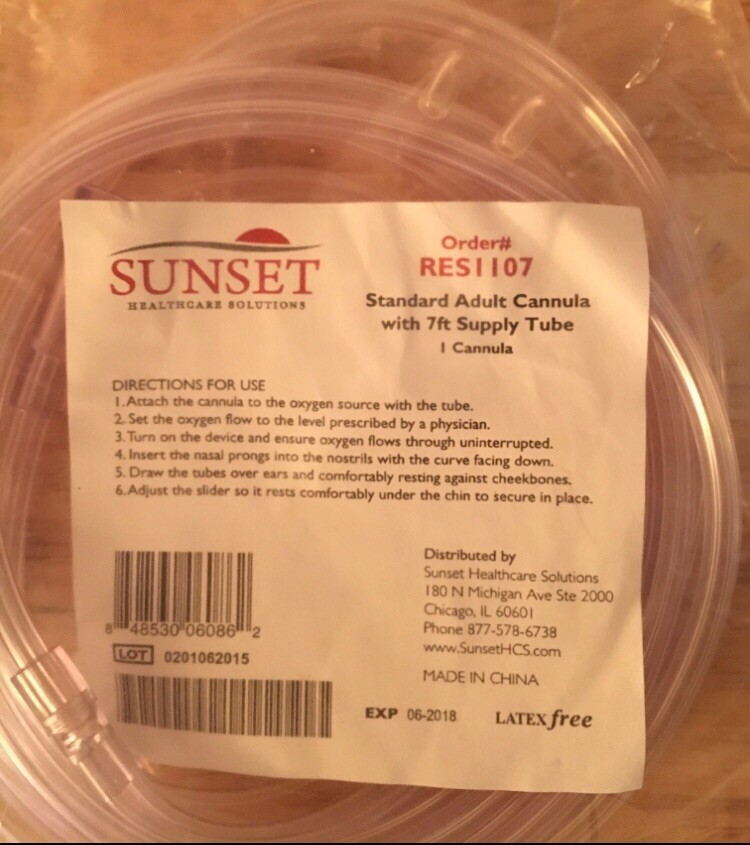 SUNSET
HEALTHCARE SOLUTIONS
Order#
RES1107
Standard Adult Cannula
with 7ft Supply Tube
1 Cannula
DIRECTIONS FOR USE
1. Attach the cannula to the oxygen source with the tube.
2. Set the oxygen flow to the level prescribed by a physician.
3. Turn on the device and ensure oxygen flows through uninterrupted.
4. Insert the nasal prongs into the nostrils with the curve facing down.
5. Draw the tubes over ears and comfortably resting against cheekbones.
6. Adjust the slider so it rests comfortably under the chin to secure in place.
8 48530 06086 2
LOT 0201062015
Distributed by
Sunset Healthcare Solutions
180 N Michigan Ave Ste 2000
Chicago, IL 60601
Phone 877-578-6738
www.SunsetHCS.com
MADE IN CHINA
EXP 06-2018
LATEX free